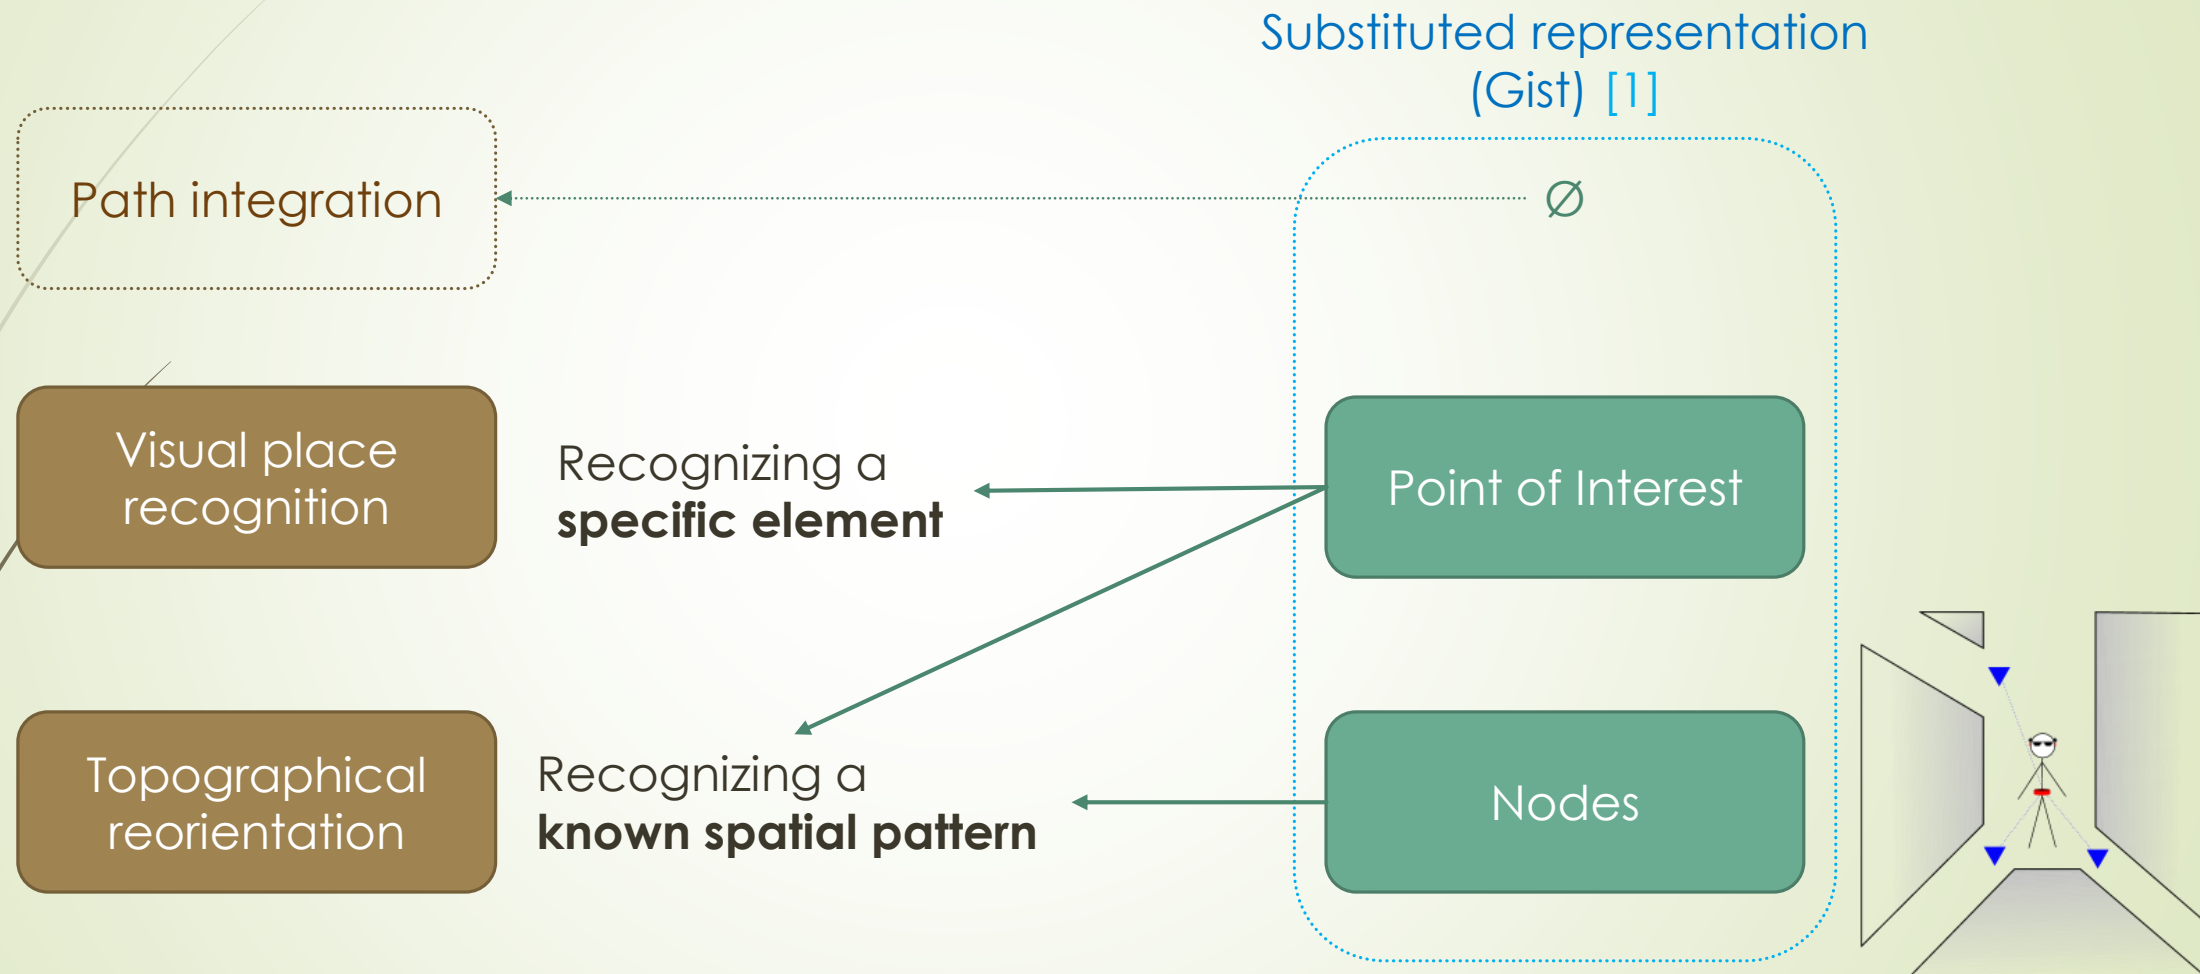 Substituted representation
(Gist) [1]
Path integration
∅
Visual place
recognition
Recognizing a
specific element
Point of Interest
Topographical
reorientation
Recognizing a
known spatial pattern
Nodes